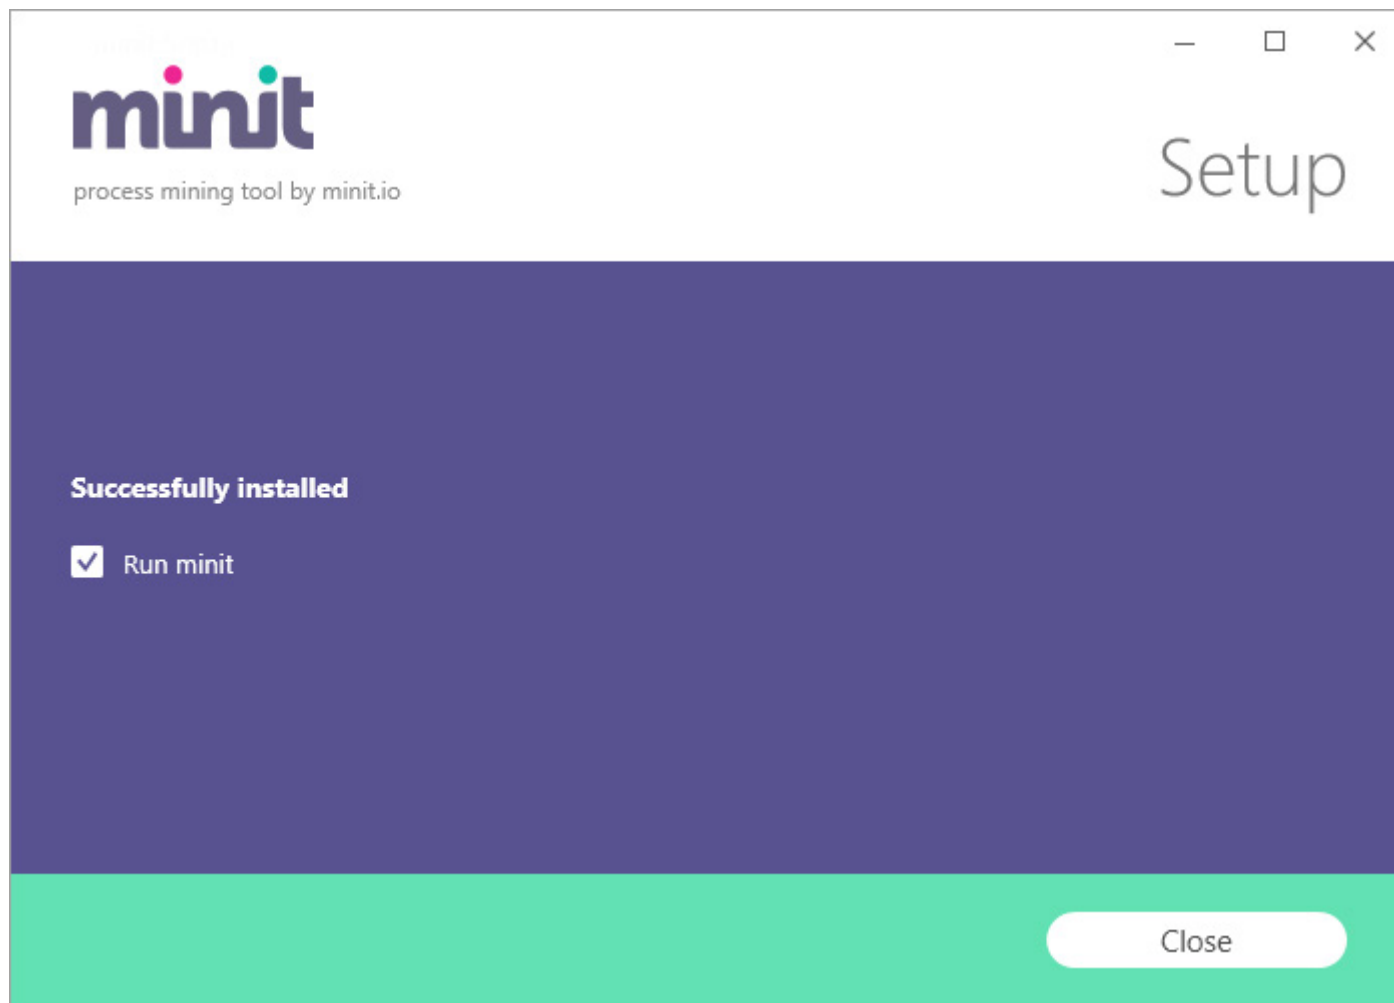 minit
process mining tool by minit.io
Setup
Successfully installed
Run minit
Close